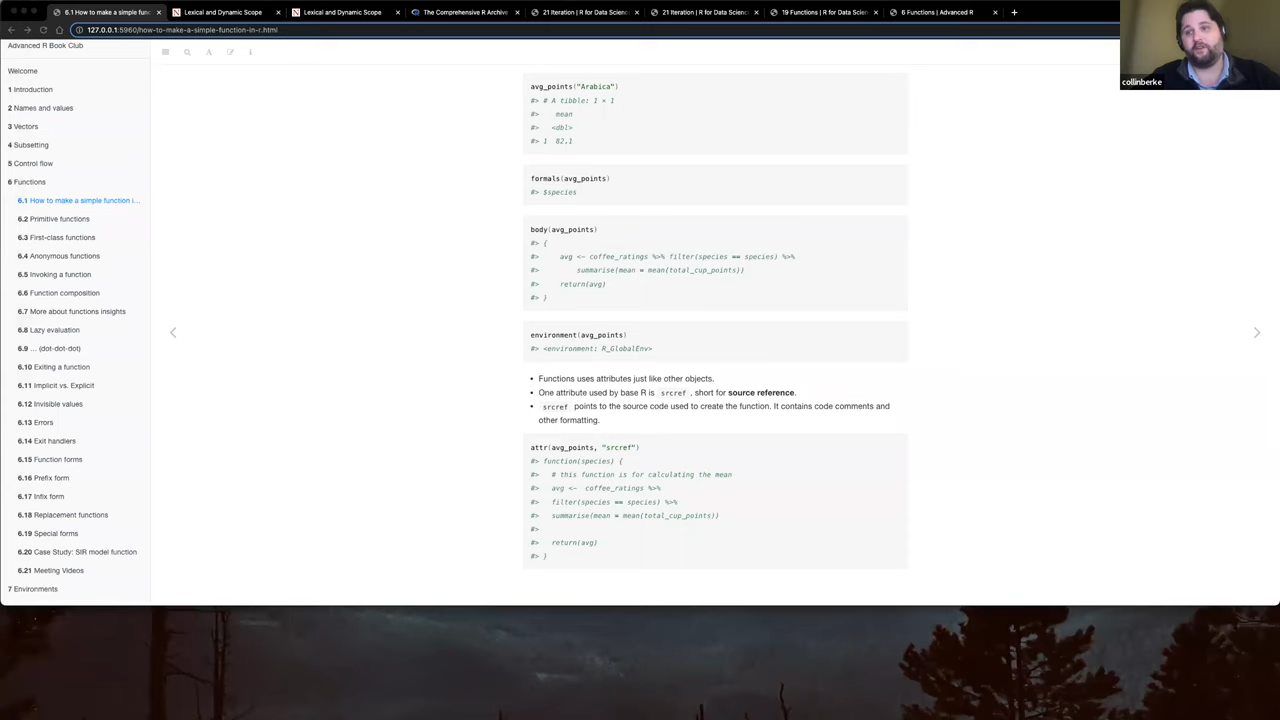 6.1 How to make a simple func
Lexical and Dynamic Scope
Lexical and Dynamic Scope
The Comprehensive R Archive
21 Iteration | R for Data Scienc
21 Iteration | R for Data Scienc
19 Functions | R for Data Scien
6 Functions | Advanced R
127.0.0.1:5960/how-to-make-a-simple-function-in-r.html
collinberke
Advanced R Book Club
Welcome
1 Introduction
2 Names and values
3 Vectors
4 Subsetting
5 Control flow
6 Functions
6.1 How to make a simple function i...
6.2 Primitive functions
6.3 First-class functions
6.4 Anonymous functions
6.5 Invoking a function
6.6 Function composition
6.7 More about functions insights
6.8 Lazy evaluation
6.9 ... (dot-dot-dot)
6.10 Exiting a function
6.11 Implicit vs. Explicit
6.12 Invisible values
6.13 Errors
6.14 Exit handlers
6.15 Function forms
6.16 Prefix form
6.17 Infix form
6.18 Replacement functions
6.19 Special forms
6.20 Case Study: SIR model function
6.21 Meeting Videos
7 Environments
avg_points("Arabica")
#> # A tibble: 1 × 1
#>    mean
#>   <dbl>
#> 1  82.1
formals(avg_points)
#> $species
body(avg_points)
#> {
#>     avg <- coffee_ratings %>% filter(species == species) %>%
#>         summarise(mean = mean(total_cup_points))
#>     return(avg)
#> }
environment(avg_points)
#> <environment: R_GlobalEnv>
• Functions uses attributes just like other objects.
• One attribute used by base R is srcref, short for source reference.
• srcref points to the source code used to create the function. It contains code comments and
other formatting.
attr(avg_points, "srcref")
#> function(species) {
#>   # this function is for calculating the mean
#>   avg <-  coffee_ratings %>%
#>   filter(species == species) %>%
#>   summarise(mean = mean(total_cup_points))
#>
#>   return(avg)
#> }